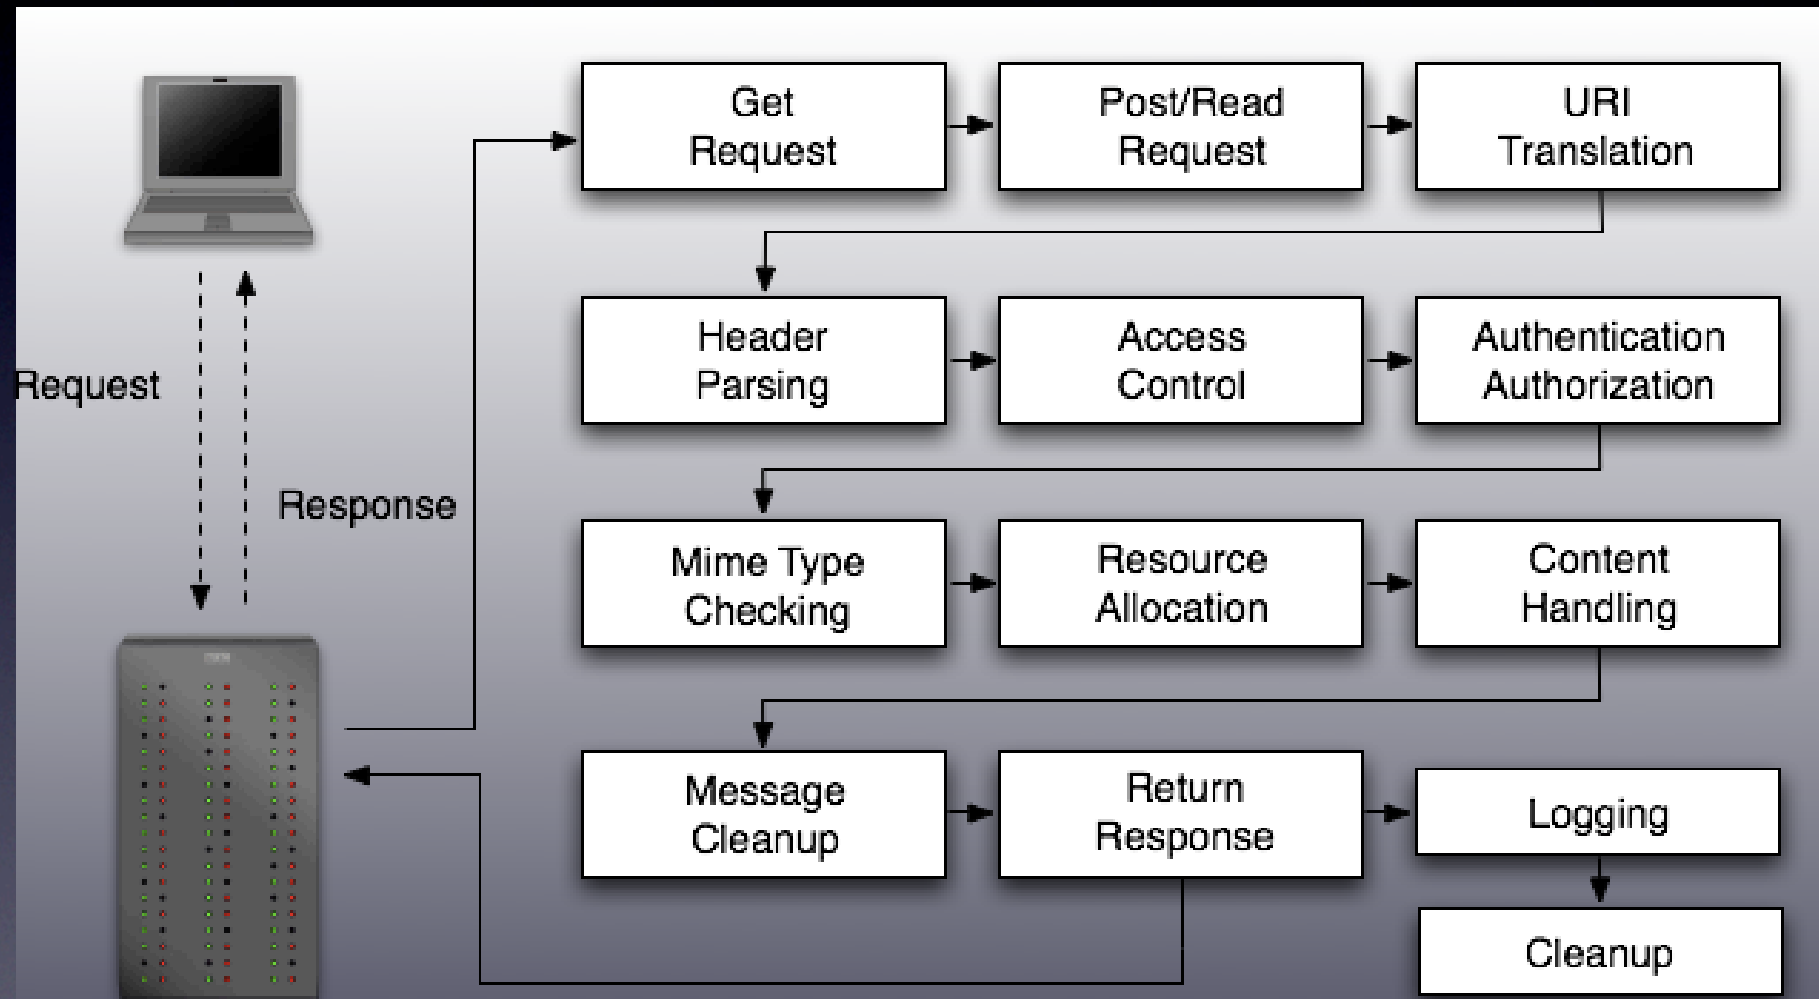 Get
Request
Post/Read
Request
URI
Translation
Header
Parsing
Access
Control
Authentication
Authorization
Request
Response
Mime Type
Checking
Resource
Allocation
Content
Handling
Message
Cleanup
Return
Response
Logging
Cleanup